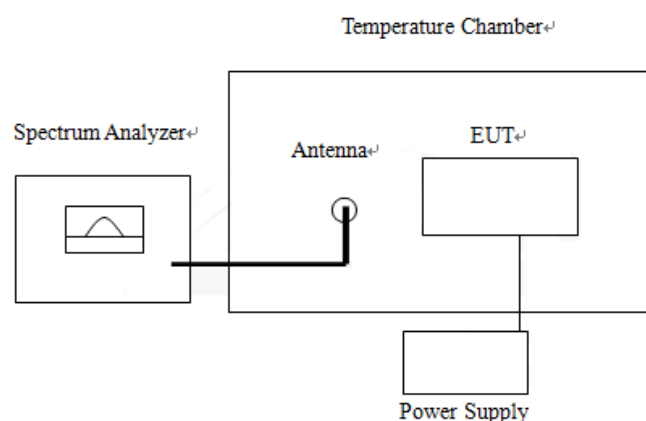 Temperature Chamber↵
Spectrum Analyzer↵
Antenna↵
EUT↵
Power Supply